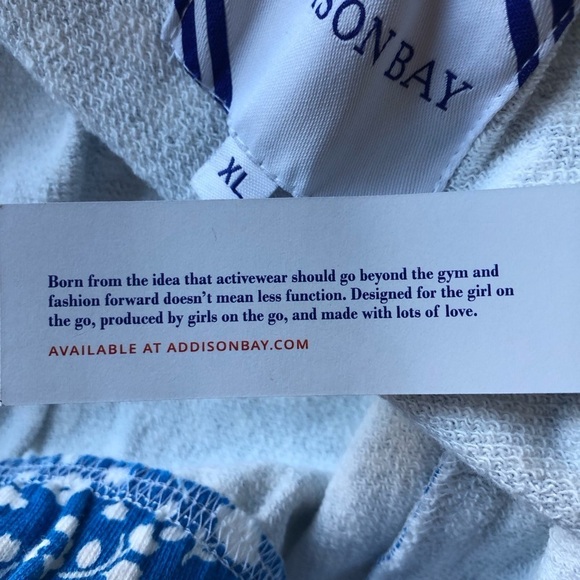 SON BAY
XL
Born from the idea that activewear should go beyond the gym and
fashion forward doesn't mean less function. Designed for the girl on
the go, produced by girls on the go, and made with lots of love.
AVAILABLE AT ADDISONBAY.COM